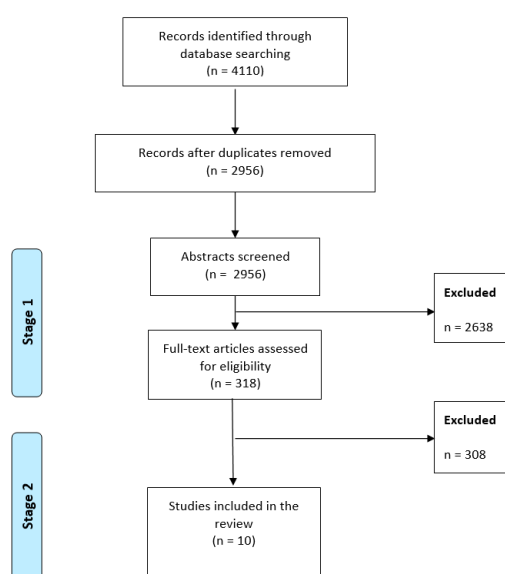 Records identified through
database searching
(n = 4110)
Records after duplicates removed
(n = 2956)
Abstracts screened
(n = 2956)
Excluded
n = 2638
Stage 1
Full-text articles assessed
for eligibility
(n = 318)
Excluded
n = 308
Stage 2
Studies included in the
review
(n = 10)